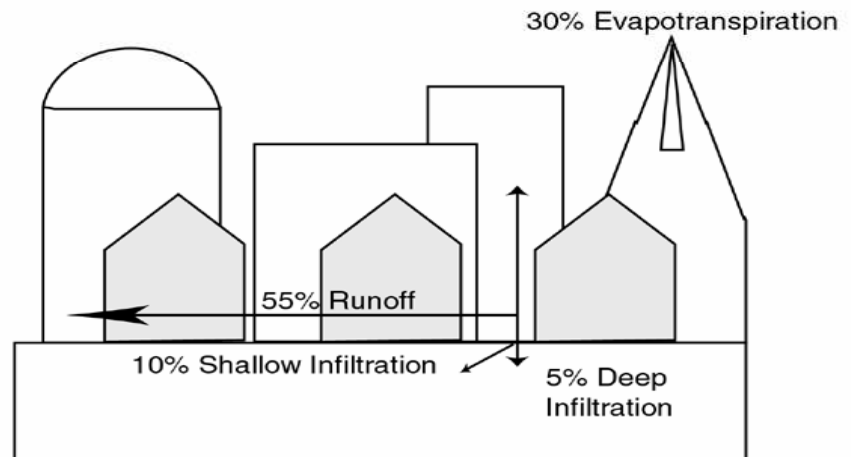 30% Evapotranspiration
55% Runoff
10% Shallow Infiltration
5% Deep
Infiltration